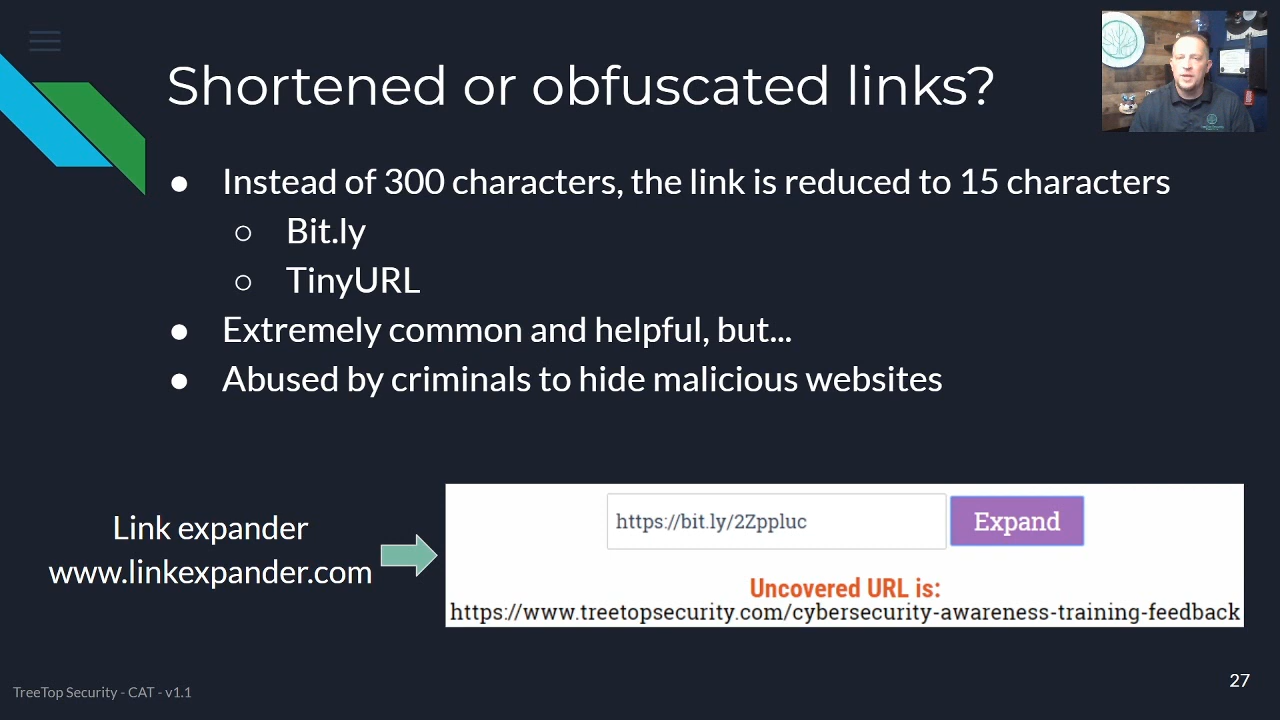 Shortened or obfuscated links?
● Instead of 300 characters, the link is reduced to 15 characters
○ Bit.ly
○ TinyURL
● Extremely common and helpful, but...
● Abused by criminals to hide malicious websites
Link expander
www.linkexpander.com
https://bit.ly/2Zppluc
Expand
Uncovered URL is:
https://www.treetopsecurity.com/cybersecurity-awareness-training-feedback
TreeTop Security - CAT - v1.1
27